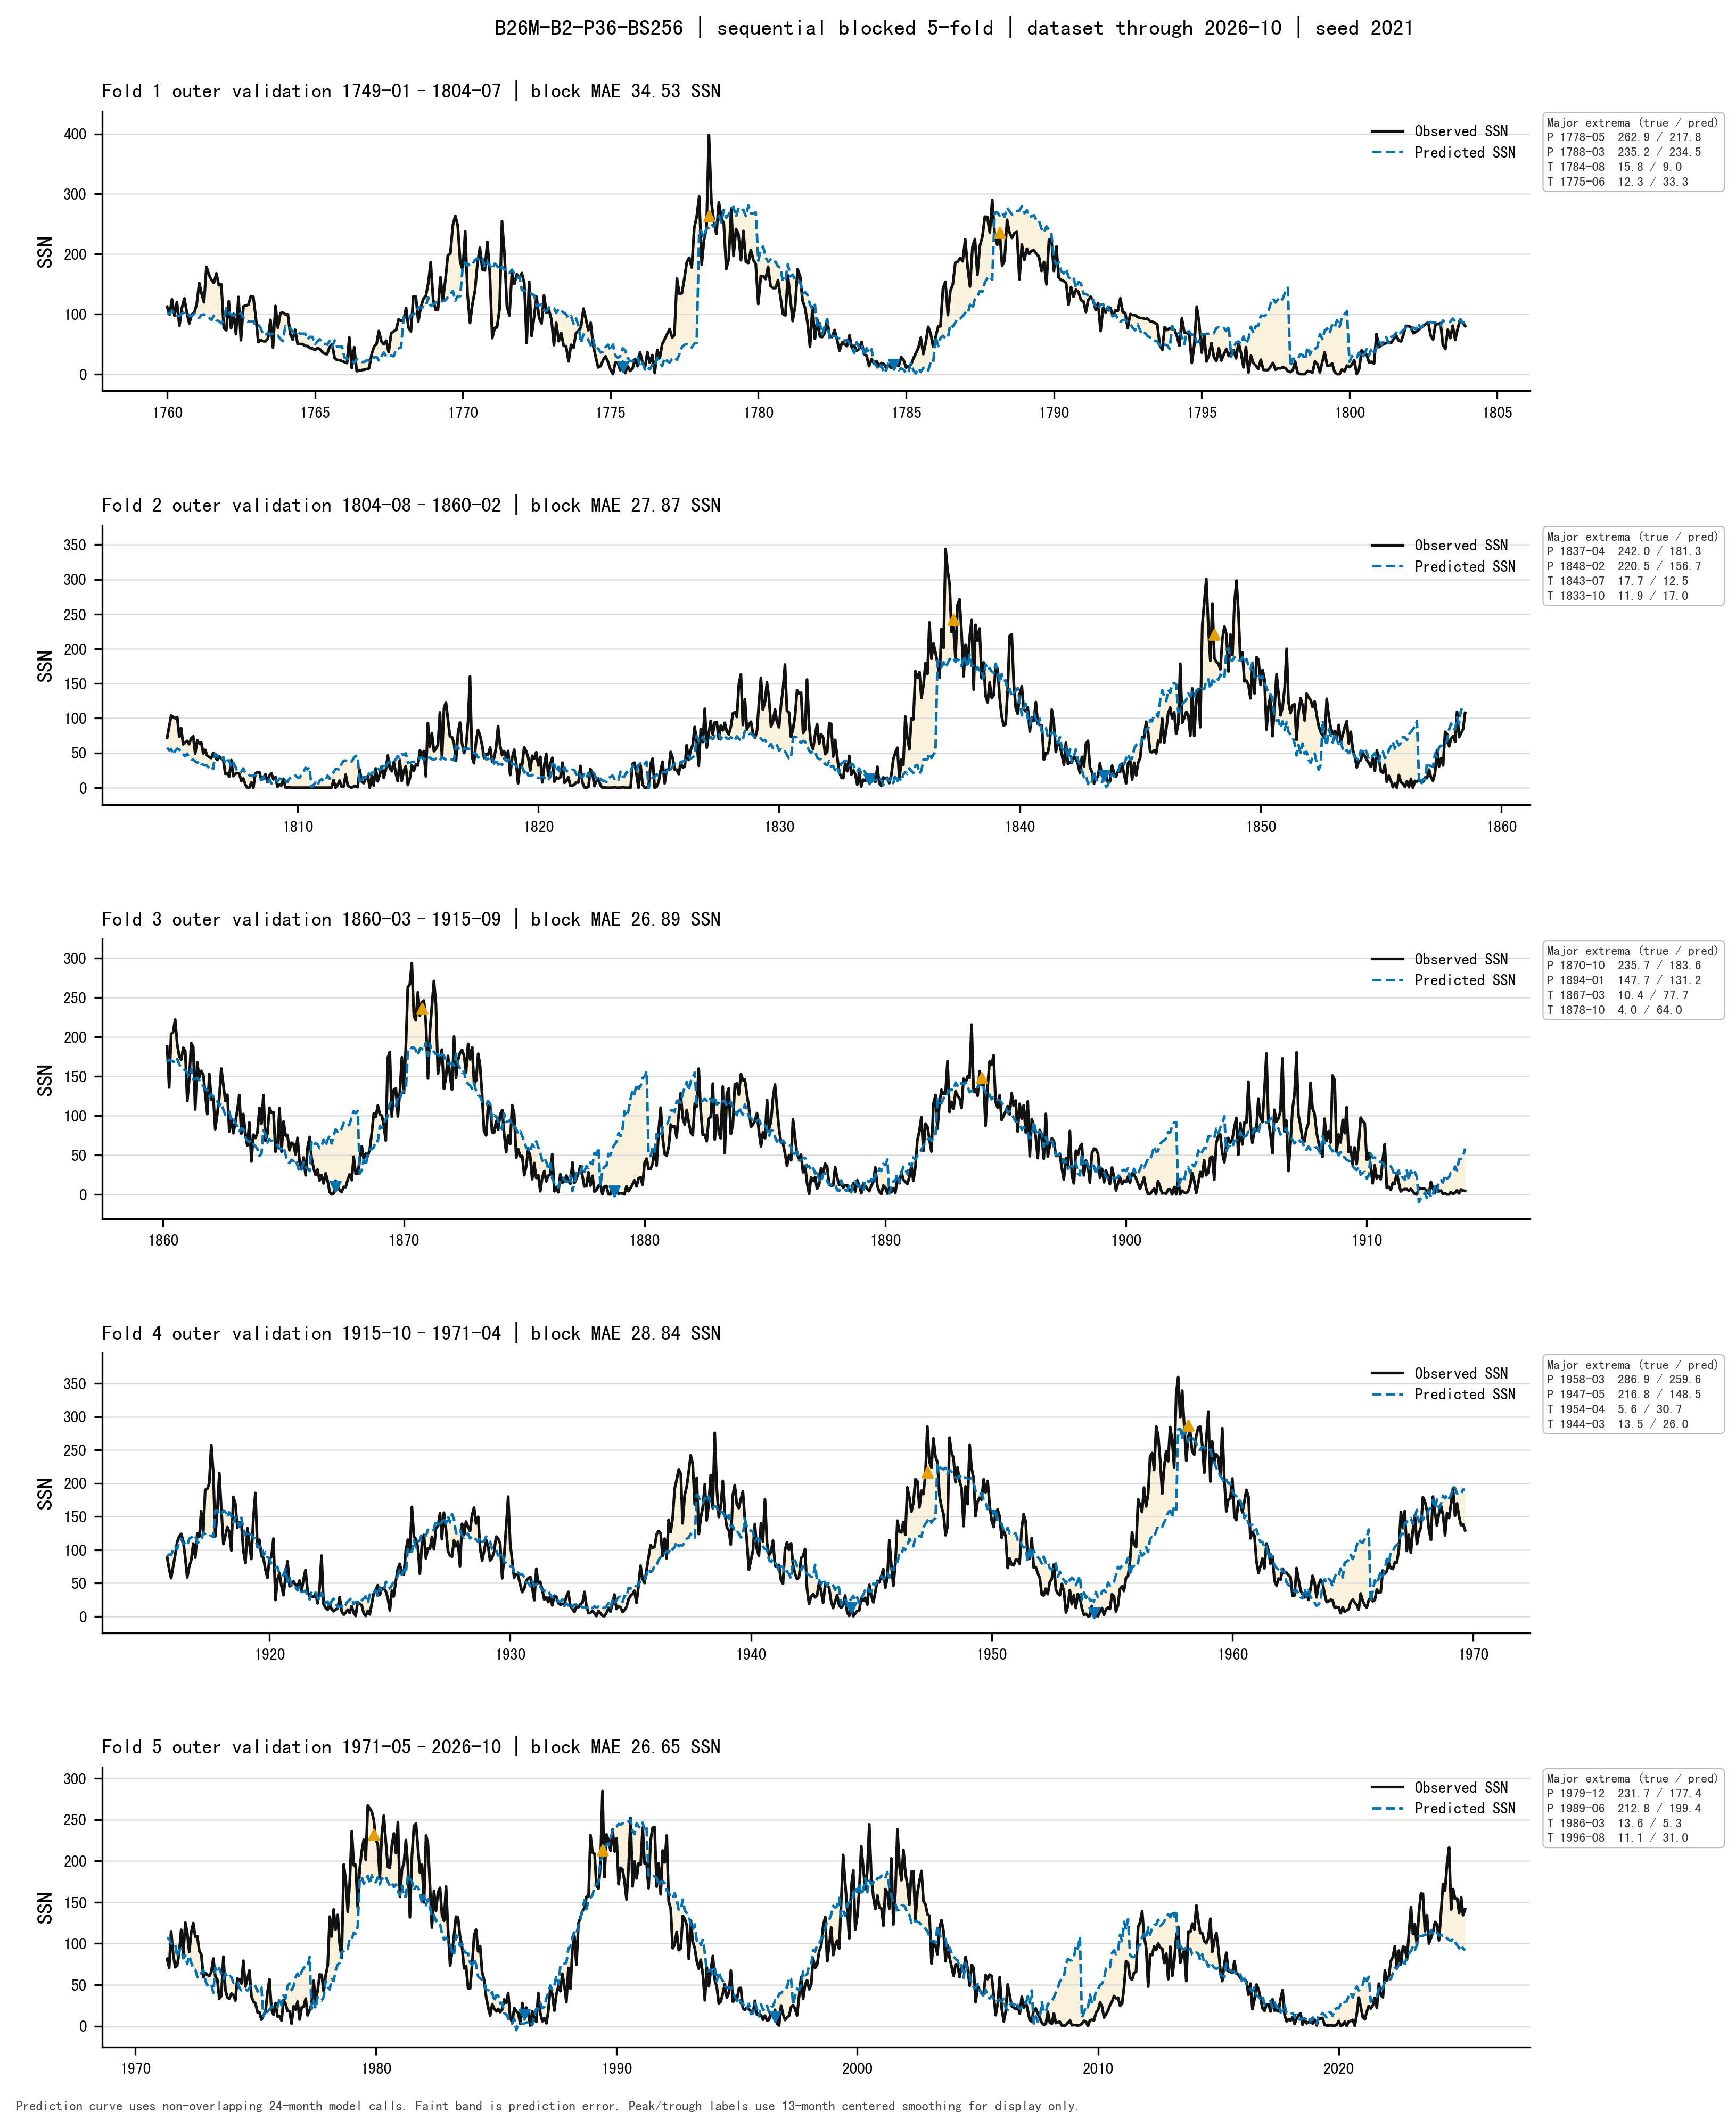 B26M-B2-P36-BS256 | sequential blocked 5-fold | dataset through 2026-10 | seed 2021
Fold 1 outer validation 1749-01 – 1804-07 | block MAE 34.53 SSN
SSN
400
300
200
100
0
1760 1765 1770 1775 1780 1785 1790 1795 1800 1805
Observed SSN
Predicted SSN
Major extrema (true / pred)
P 1778-05 262.9 / 217.8
P 1788-03 235.2 / 234.5
T 1784-08 15.8 / 9.0
T 1775-06 12.3 / 33.3
Fold 2 outer validation 1804-08 – 1860-02 | block MAE 27.87 SSN
SSN
350
300
250
200
150
100
50
0
1810 1820 1830 1840 1850 1860
Observed SSN
Predicted SSN
Major extrema (true / pred)
P 1837-04 242.0 / 181.3
P 1848-02 220.5 / 156.7
T 1843-07 17.7 / 12.5
T 1833-10 11.9 / 17.0
Fold 3 outer validation 1860-03 – 1915-09 | block MAE 26.89 SSN
SSN
300
250
200
150
100
50
0
1860 1870 1880 1890 1900 1910
Observed SSN
Predicted SSN
Major extrema (true / pred)
P 1870-10 235.7 / 183.6
P 1894-01 147.7 / 131.2
T 1867-03 10.4 / 77.7
T 1878-10 4.0 / 64.0
Fold 4 outer validation 1915-10 – 1971-04 | block MAE 28.84 SSN
SSN
350
300
250
200
150
100
50
0
1920 1930 1940 1950 1960 1970
Observed SSN
Predicted SSN
Major extrema (true / pred)
P 1958-03 286.9 / 259.6
P 1947-05 216.8 / 148.5
T 1954-04 5.6 / 30.7
T 1944-03 13.5 / 26.0
Fold 5 outer validation 1971-05 – 2026-10 | block MAE 26.65 SSN
SSN
300
250
200
150
100
50
0
1970 1980 1990 2000 2010 2020
Observed SSN
Predicted SSN
Major extrema (true / pred)
P 1979-12 231.7 / 177.4
P 1989-06 212.8 / 199.4
T 1986-03 13.6 / 5.3
T 1996-08 11.1 / 31.0
Prediction curve uses non-overlapping 24-month model calls. Faint band is prediction error. Peak/trough labels use 13-month centered smoothing for display only.